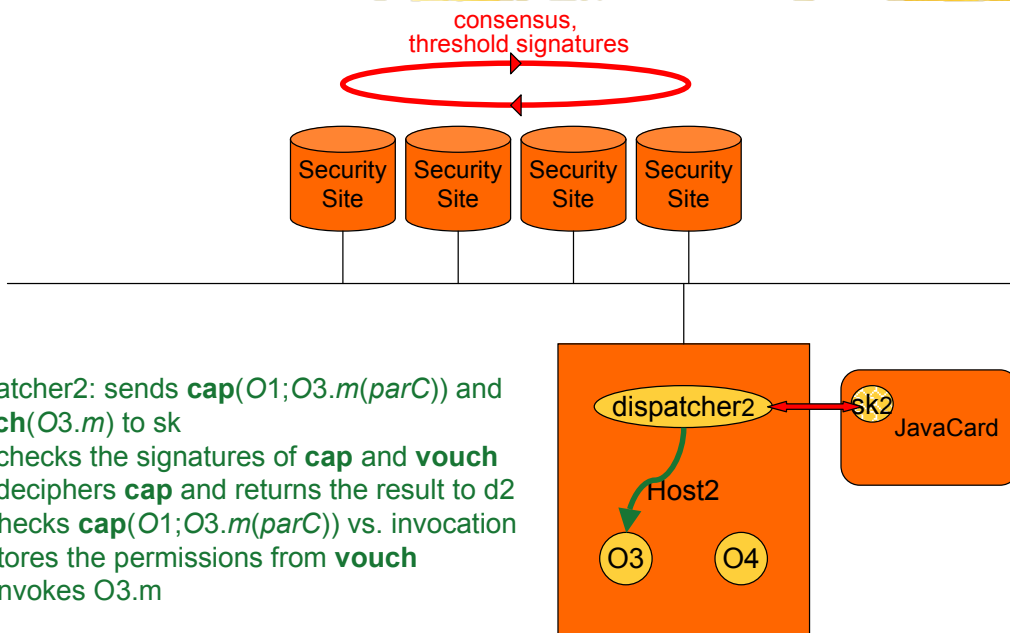 consensus,
threshold signatures
Security
Site
Security
Site
Security
Site
Security
Site
atcher2: sends cap(O1;O3.m(parC)) and
ch(O3.m) to sk
checks the signatures of cap and vouch
deciphers cap and returns the result to d2
hecks cap(O1;O3.m(parC)) vs. invocation
tores the permissions from vouch
nvokes O3.m
dispatcher2
sk2
JavaCard
Host2
O3
O4